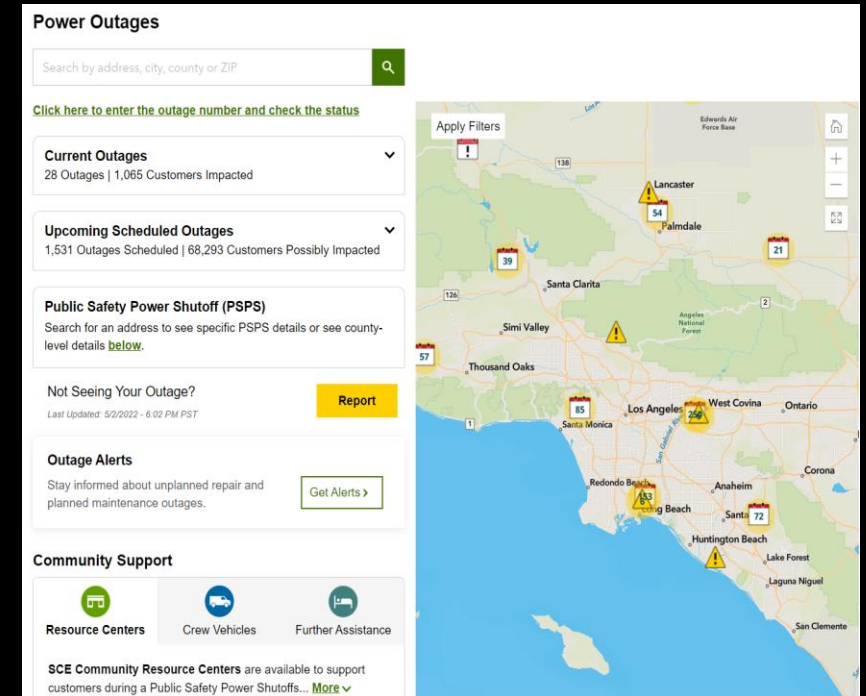 Power Outages
Search by address, city, county or ZIP
Click here to enter the outage number and check the status
Current Outages
28 Outages | 1,065 Customers Impacted
Upcoming Scheduled Outages
1,531 Outages Scheduled | 68,293 Customers Possibly Impacted
Public Safety Power Shutoff (PSPS)
Search for an address to see specific PSPS details or see county-
level details below.
Not Seeing Your Outage?
Last Updated: 5/2/2022 - 6:02 PM PST
Report
Outage Alerts
Stay informed about unplanned repair and
planned maintenance outages.
Get Alerts
Community Support
Resource Centers
Crew Vehicles
Further Assistance
SCE Community Resource Centers are available to support
customers during a Public Safety Power Shutoffs... More
Apply Filters
Edwards Air
Force Base
138
Lancaster
54
Palmdale
21
39
Santa Clarita
126
2
Angeles
National
Forest
Simi Valley
57
Thousand Oaks
85
Los Angeles
West Covina
Ontario
1
Santa Monica
San Gabriel
Corona
Redondo Beach
Anaheim
Long Beach
Santa
72
Huntington Beach
Lake Forest
Laguna Niguel
San Clemente